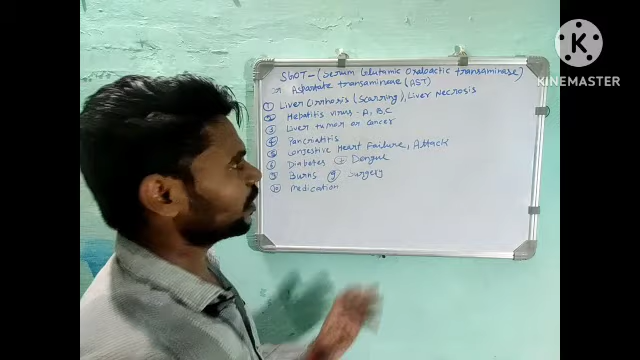 SGOT - (Serum Glutamic Oxaloactic transaminase)
or Aspartate transaminase (AST)
① Liver Cirrhosis (Scarring), Liver Necrosis
② Hepatitis virus - A, B, C
③ Liver tumor or Cancer
④ Pancriatitis
⑤ Congestive Heart Failure, Attack
⑥ Diabetes ⑦ Dengue
⑧ Burns ⑨ Surgery
⑩ Medication
K
KINEMASTER